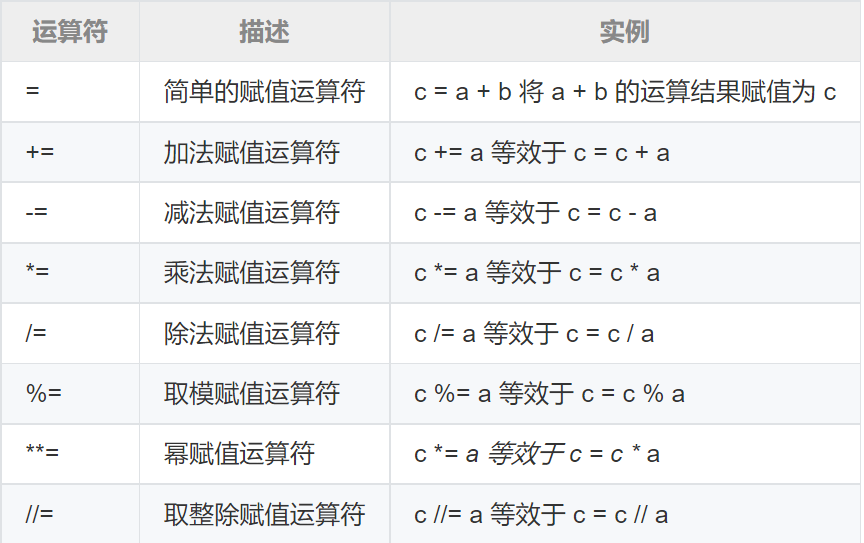 运算符 描述 实例
= 简单的赋值运算符 c = a + b 将 a + b 的运算结果赋值为 c
+= 加法赋值运算符 c += a 等效于 c = c + a
-= 减法赋值运算符 c -= a 等效于 c = c - a
*= 乘法赋值运算符 c *= a 等效于 c = c * a
/= 除法赋值运算符 c /= a 等效于 c = c / a
%= 取模赋值运算符 c %= a 等效于 c = c % a
**= 幂赋值运算符 c *= a 等效于 c = c * a
//= 取整除赋值运算符 c //= a 等效于 c = c // a